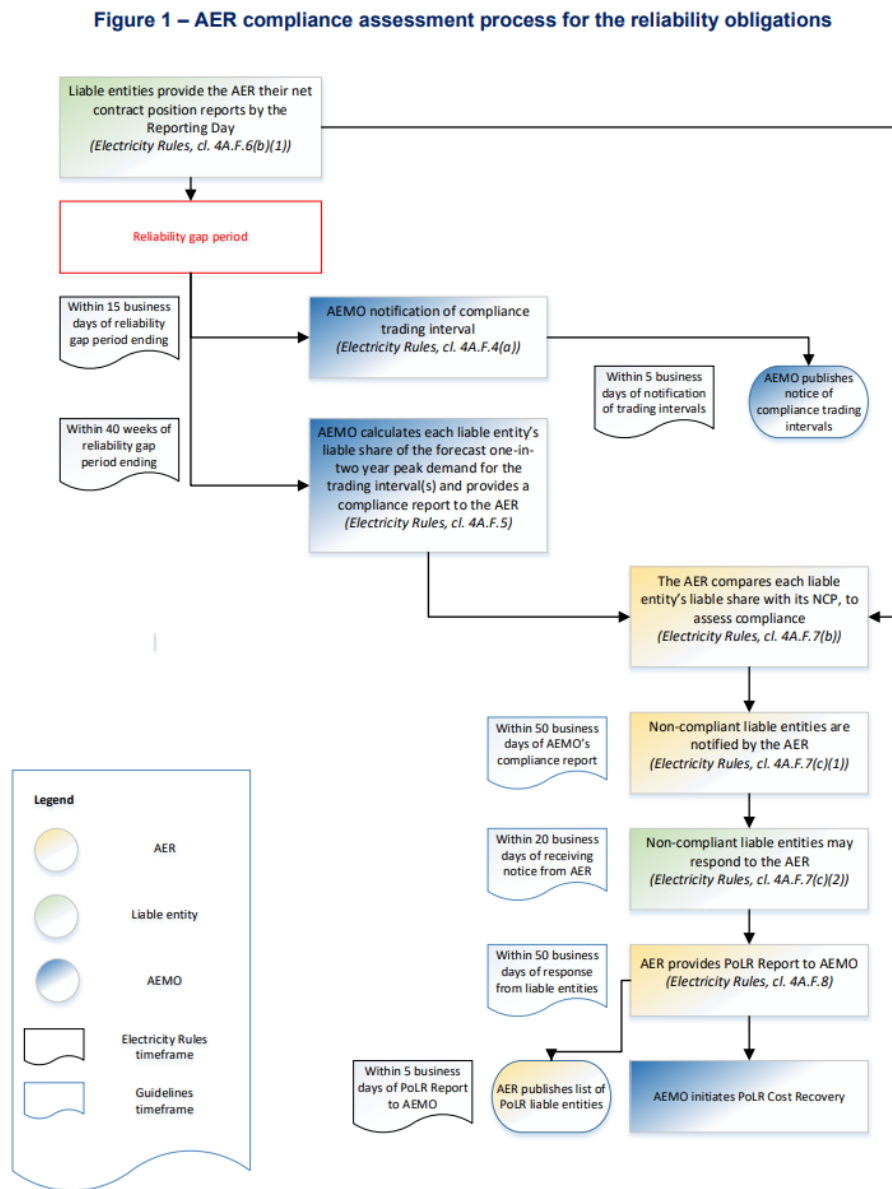 Figure 1 – AER compliance assessment process for the reliability obligations
Liable entities provide the AER their net
contract position reports by the
Reporting Day
(Electricity Rules, cl. 4A.F.6(b)(1))
Reliability gap period
Within 15 business
days of reliability
gap period ending
AEMO notification of compliance
trading interval
(Electricity Rules, cl. 4A.F.4(a))
Within 5 business
days of notification
of trading intervals
AEMO publishes
notice of
compliance trading
intervals
Within 40 weeks of
reliability gap
period ending
AEMO calculates each liable entity's
liable share of the forecast one-in-
two year peak demand for the
trading interval(s) and provides a
compliance report to the AER
(Electricity Rules, cl. 4A.F.5)
The AER compares each liable
entity's liable share with its NCP, to
assess compliance
(Electricity Rules, cl. 4A.F.7(b))
Within 50 business
days of AEMO's
compliance report
Non-compliant liable entities are
notified by the AER
(Electricity Rules, cl. 4A.F.7(c)(1))
Within 20 business
days of receiving
notice from AER
Non-compliant liable entities may
respond to the AER
(Electricity Rules, cl. 4A.F.7(c)(2))
Within 50 business
days of response
from liable entities
AER provides PoLR Report to AEMO
(Electricity Rules, cl. 4A.F.8)
Within 5 business
days of PoLR Report
to AEMO
AER publishes list of
PoLR liable entities
AEMO initiates PoLR Cost Recovery
Legend
AER
Liable entity
AEMO
Electricity Rules
timeframe
Guidelines
timeframe